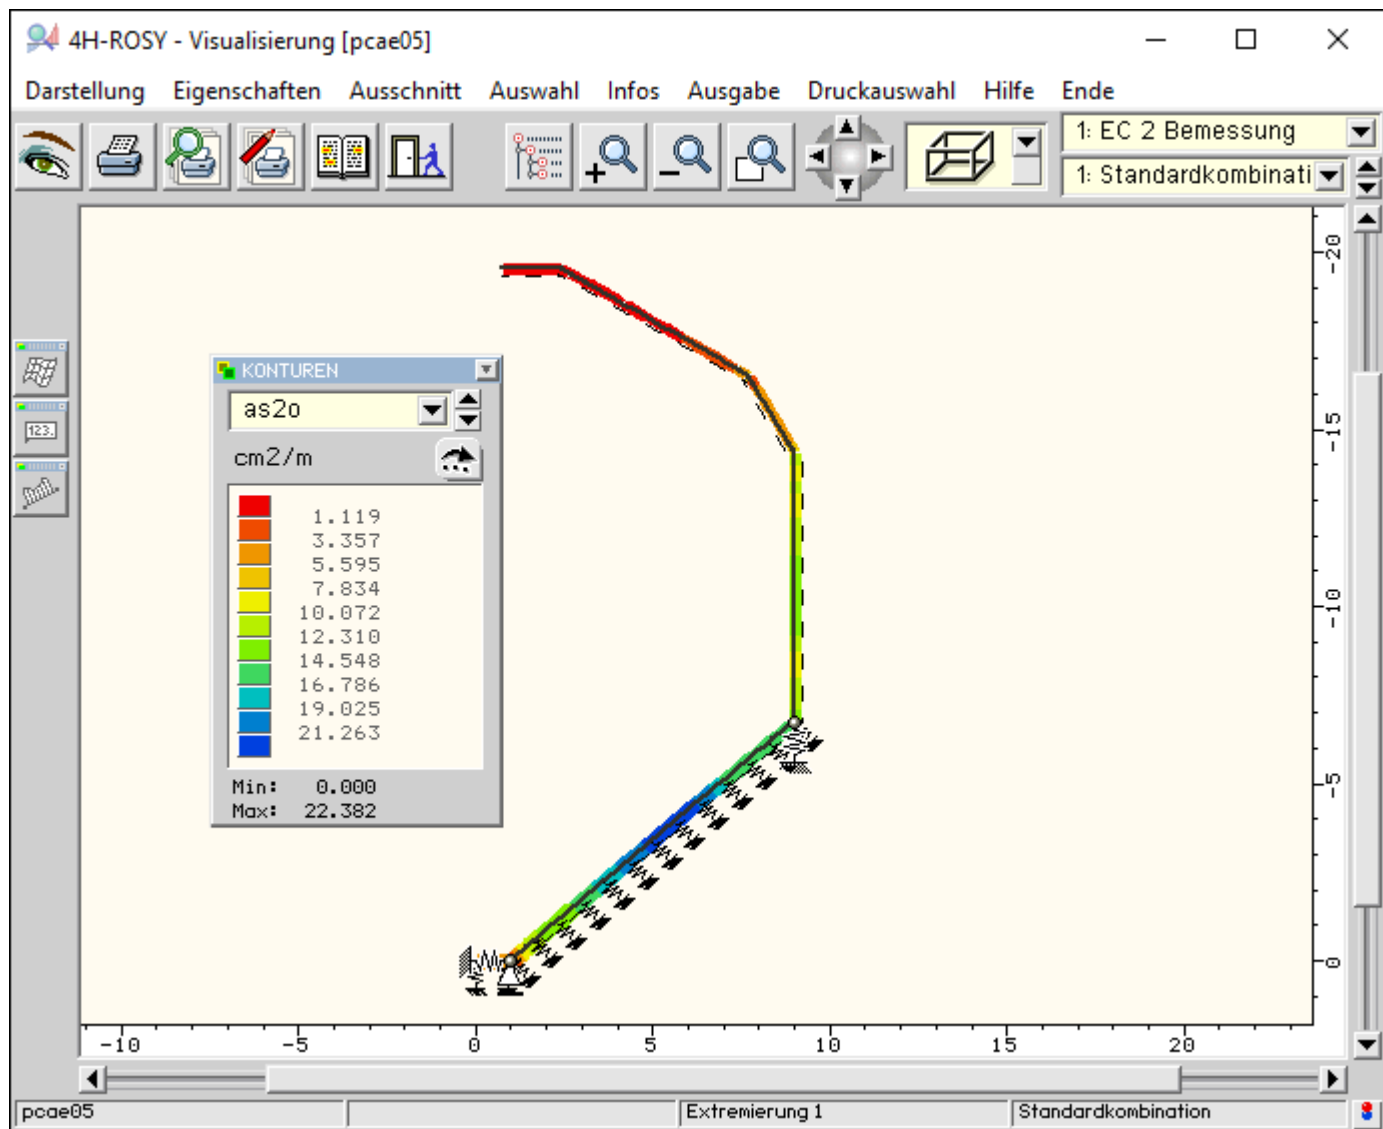 4H-ROSY - Visualisierung [pcae05]
Darstellung Eigenschaften Ausschnitt Auswahl Infos Ausgabe Druckauswahl Hilfe Ende
1: EC 2 Bemessung
1: Standardkombinati
KONTUREN
as2o
cm2/m
1.119
3.357
5.595
7.834
10.072
12.310
14.548
16.786
19.025
21.263
Min: 0.000
Max: 22.382
123.
-20
-15
-10
-5
0
-10 -5 0 5 10 15 20
pcae05 Extremierung 1 Standardkombination